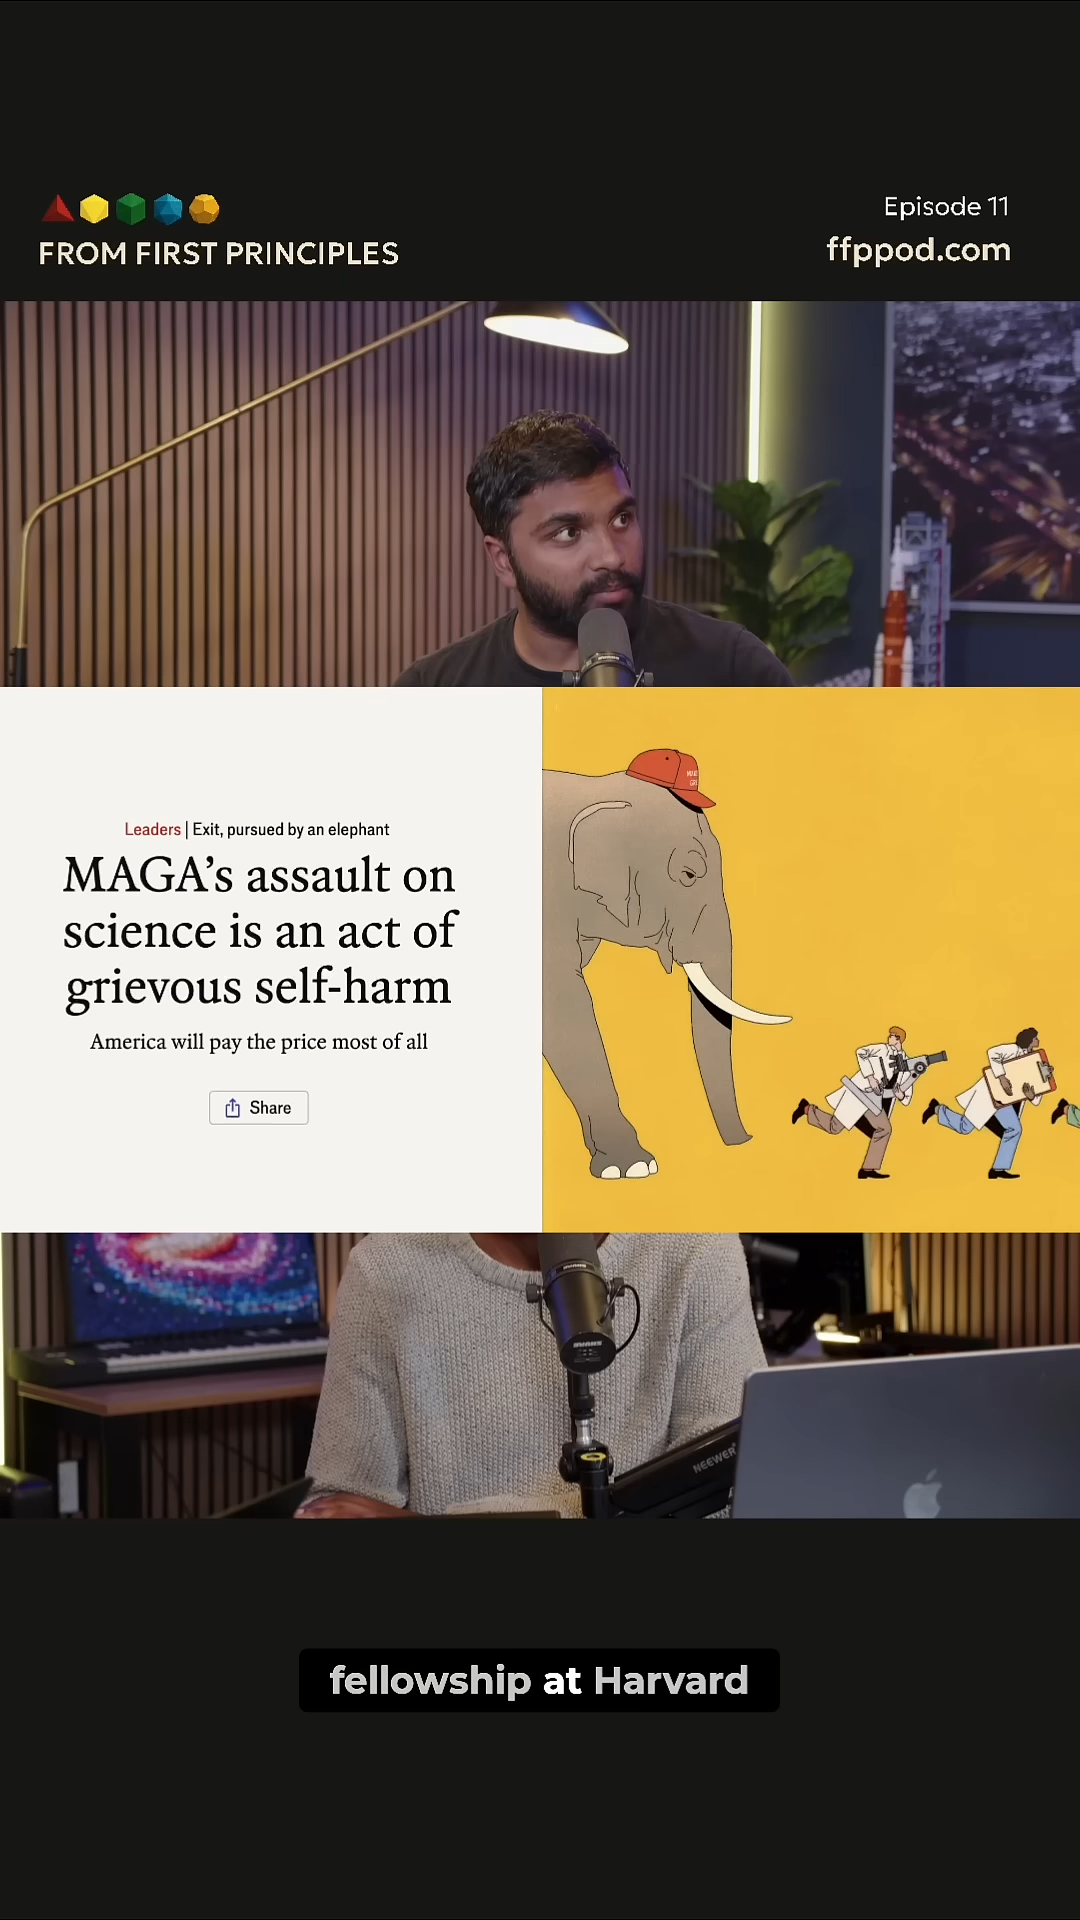 FROM FIRST PRINCIPLES
Episode 11
ffppod.com
Leaders | Exit, pursued by an elephant
MAGA's assault on
science is an act of
grievous self-harm
America will pay the price most of all
Share
NEEWER
fellowship at Harvard